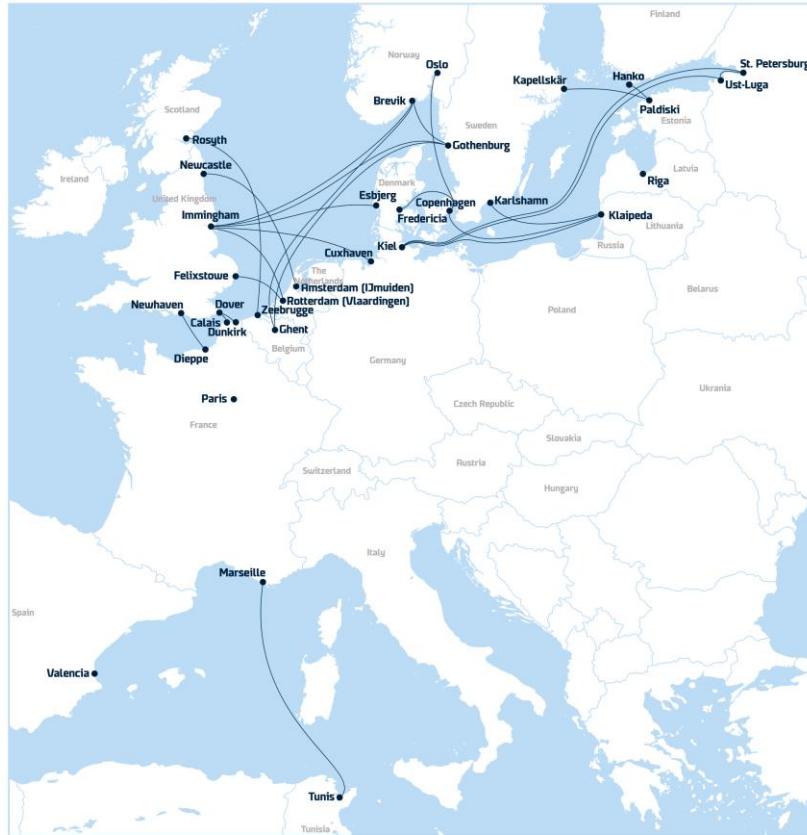 Finland
Norway
Oslo
St. Petersburg
Hanko
Kapellskär
Ust-Luga
Brevik
Paldiski
Scotland
Estonia
Sweden
Rosyth
Gothenburg
Newcastle
Latvia
Ireland
Denmark
Riga
United Kingdom
Esbjerg
Copenhagen
Karlshamn
Immingham
Fredericia
Klaipeda
Lithuania
Kiel
Russia
Cuxhaven
Felixstowe
The
Netherlands
Amsterdam (IJmuiden)
Belarus
Newhaven
Dover
Rotterdam (Vlaardingen)
Zeebrugge
Poland
Calais
Dunkirk
Ghent
Belgium
Dieppe
Germany
Ukrania
Paris
Czech Republic
France
Slovakia
Switzerland
Austria
Hungary
Italy
Marseille
Spain
Valencia
Tunis
Tunisia